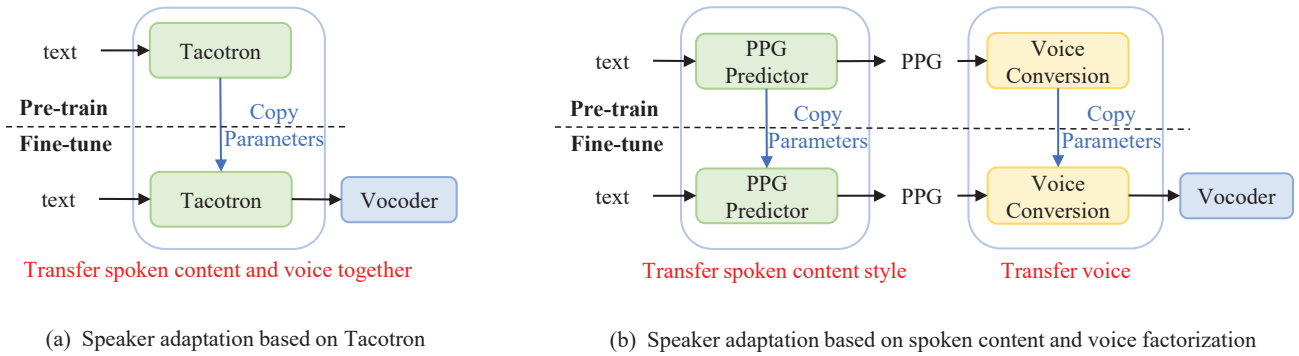 text
Tacotron
Pre-train
Copy
Fine-tune
Parameters
text
Tacotron
Vocoder
Transfer spoken content and voice together
(a) Speaker adaptation based on Tacotron
text
PPG
Predictor
PPG
Voice
Conversion
Pre-train
Copy
Copy
Fine-tune
Parameters
Parameters
text
PPG
Predictor
PPG
Voice
Conversion
Vocoder
Transfer spoken content style
Transfer voice
(b) Speaker adaptation based on spoken content and voice factorization